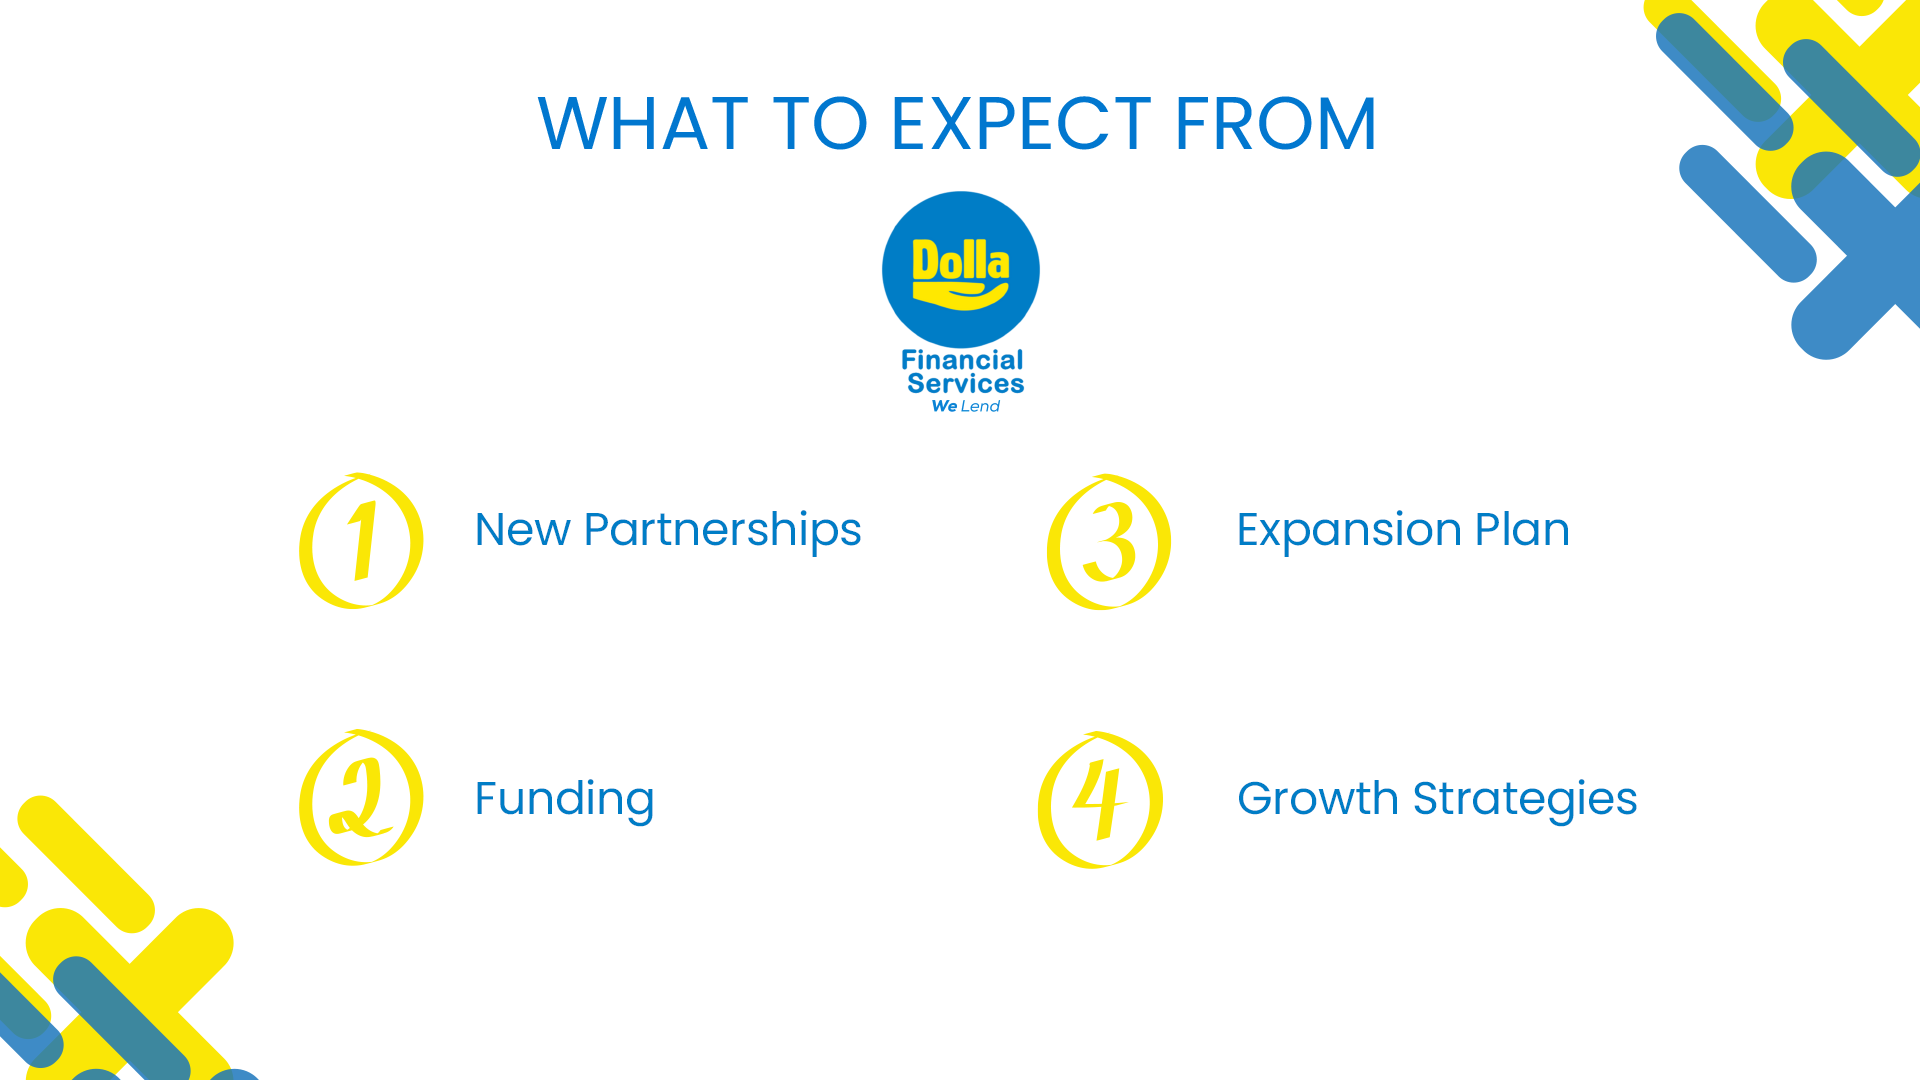 WHAT TO EXPECT FROM
Dolla
Financial
Services
We Lend
1
New Partnerships
2
Funding
3
Expansion Plan
4
Growth Strategies